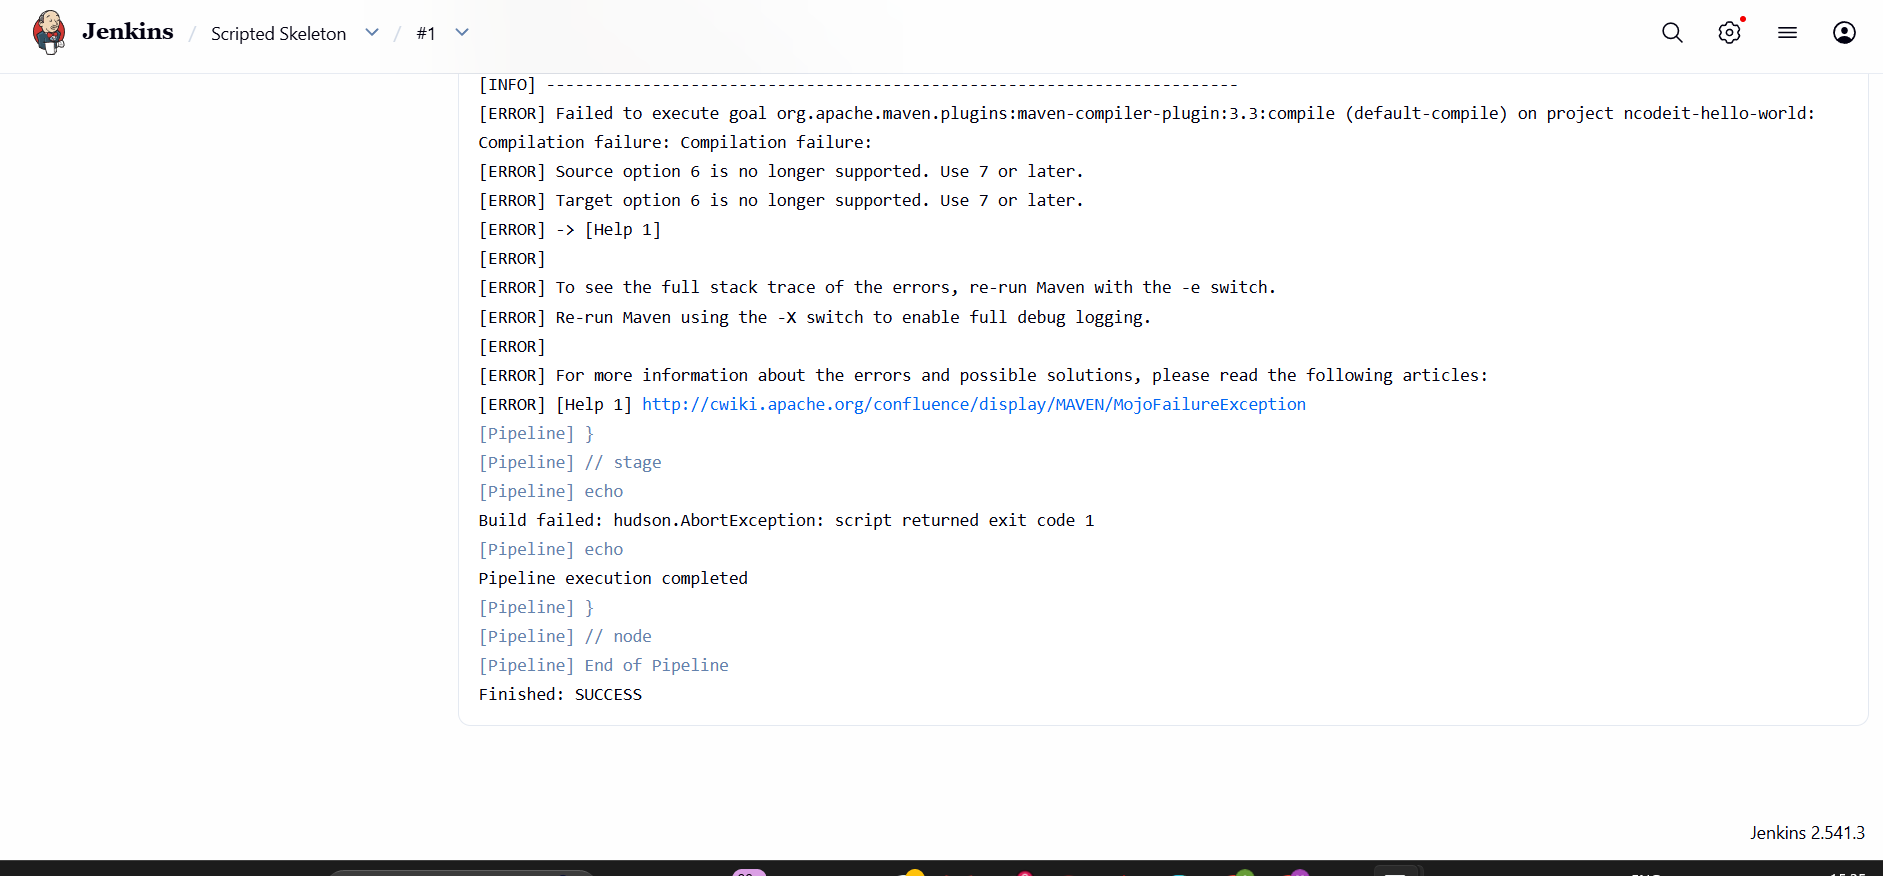 Jenkins / Scripted Skeleton / #1
[INFO] ------------------------------------------------------------------------
[ERROR] Failed to execute goal org.apache.maven.plugins:maven-compiler-plugin:3.3:compile (default-compile) on project ncodeit-hello-world:
Compilation failure: Compilation failure:
[ERROR] Source option 6 is no longer supported. Use 7 or later.
[ERROR] Target option 6 is no longer supported. Use 7 or later.
[ERROR] -> [Help 1]
[ERROR]
[ERROR] To see the full stack trace of the errors, re-run Maven with the -e switch.
[ERROR] Re-run Maven using the -X switch to enable full debug logging.
[ERROR]
[ERROR] For more information about the errors and possible solutions, please read the following articles:
[ERROR] [Help 1] http://cwiki.apache.org/confluence/display/MAVEN/MojoFailureException
[Pipeline] }
[Pipeline] // stage
[Pipeline] echo
Build failed: hudson.AbortException: script returned exit code 1
[Pipeline] echo
Pipeline execution completed
[Pipeline] }
[Pipeline] // node
[Pipeline] End of Pipeline
Finished: SUCCESS
Jenkins 2.541.3